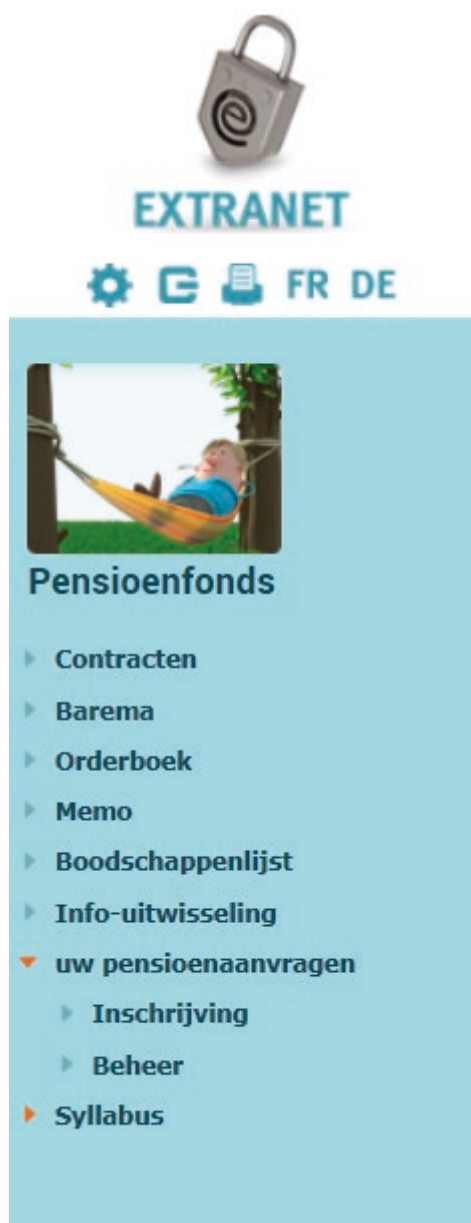 EXTRANET
FR DE
Pensioenfonds
Contracten
Barema
Orderboek
Memo
Boodschappenlijst
Info-uitwisseling
uw pensioenaanvragen
Inschrijving
Beheer
Syllabus